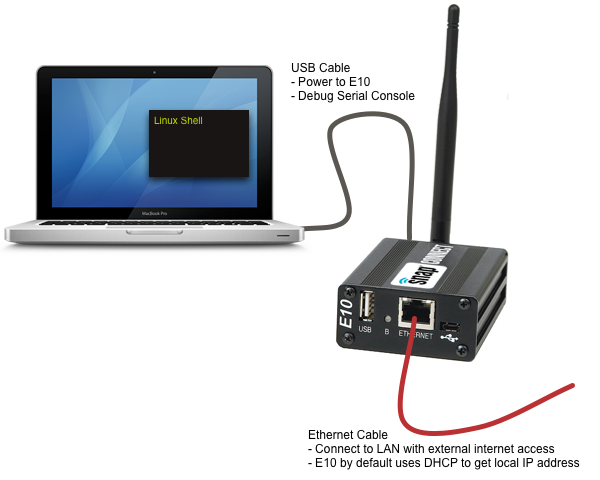 USB Cable
- Power to E10
- Debug Serial Console
Linux Shell
MacBook Pro
snap
CONNECT
E10
USB
B
ETHERNET
Ethernet Cable
- Connect to LAN with external internet access
- E10 by default uses DHCP to get local IP address